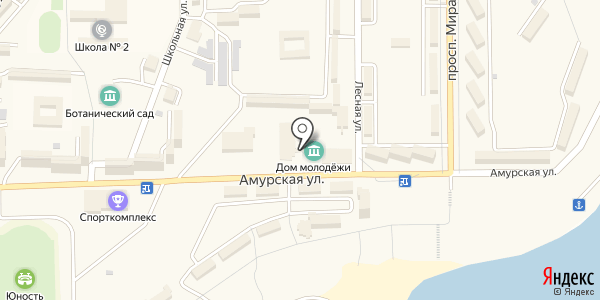 Школа № 2
Школьная ул.
просп. Мира
Лесная ул.
Ботанический сад
Дом молодёжи
Амурская ул.
Амурская ул.
Спорткомплекс
Юность
© Яндекс
Яндекс